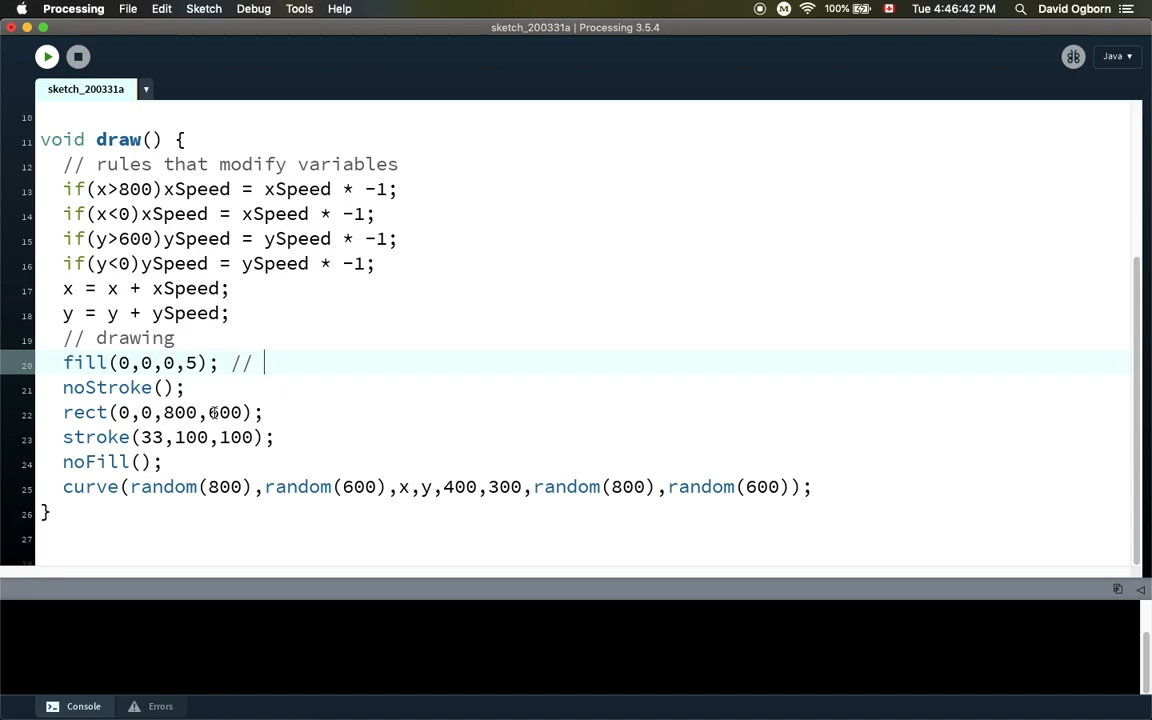 Processing File Edit Sketch Debug Tools Help M 100% Tue 4:46:42 PM David Ogborn
sketch_200331a | Processing 3.5.4
Java ▾
sketch_200331a ▾
10
11 void draw() {
12 // rules that modify variables
13 if(x>800)xSpeed = xSpeed * -1;
14 if(x<0)xSpeed = xSpeed * -1;
15 if(y>600)ySpeed = ySpeed * -1;
16 if(y<0)ySpeed = ySpeed * -1;
17 x = x + xSpeed;
18 y = y + ySpeed;
19 // drawing
20 fill(0,0,0,5); //
21 noStroke();
22 rect(0,0,800,600);
23 stroke(33,100,100);
24 noFill();
25 curve(random(800),random(600),x,y,400,300,random(800),random(600));
26 }
27
Console Errors